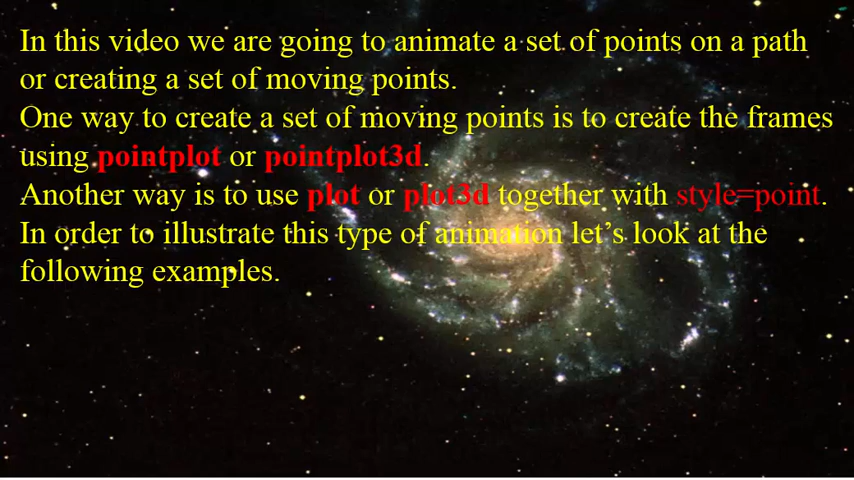 In this video we are going to animate a set of points on a path
or creating a set of moving points.
One way to create a set of moving points is to create the frames
using pointplot or pointplot3d.
Another way is to use plot or plot3d together with style=point.
In order to illustrate this type of animation let’s look at the
following examples.